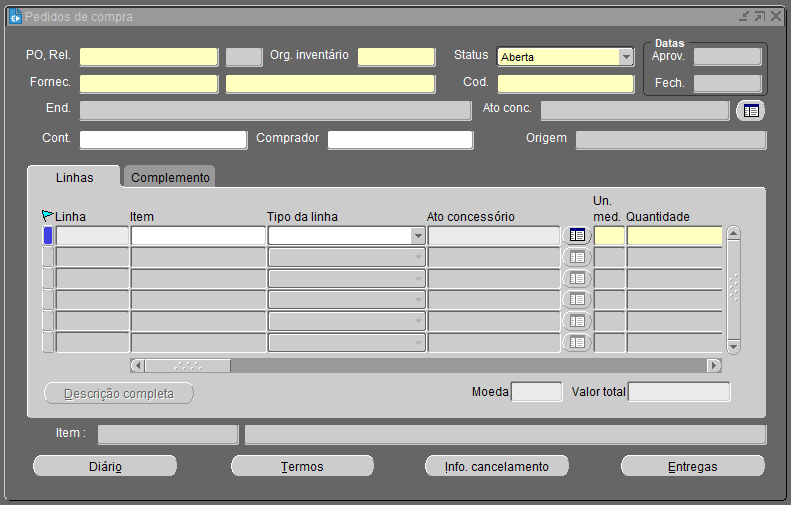 Pedidos de compra
PO, Rel. Org. inventário Status Aberta Datas Aprov.
Fornec. Cod. Fech.
End. Ato conc.
Cont. Comprador Origem
Linhas Complemento
Linha Item Tipo da linha Ato concessório Un. med. Quantidade
Descrição completa Moeda Valor total
Item :
Diário Termos Info. cancelamento Entregas